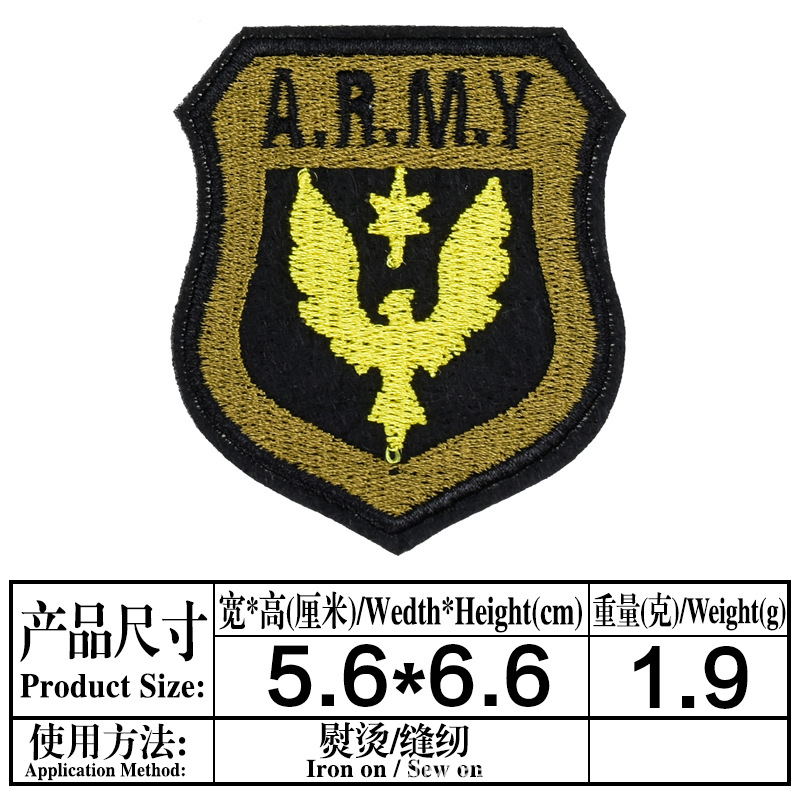 A.R.M.Y
产品尺寸
Product Size:
宽*高(厘米)/Wedth*Height(cm)
重量(克)/Weight(g)
5.6*6.6
1.9
使用方法:
Application Method:
熨烫/缝纫
Iron on / Sew on